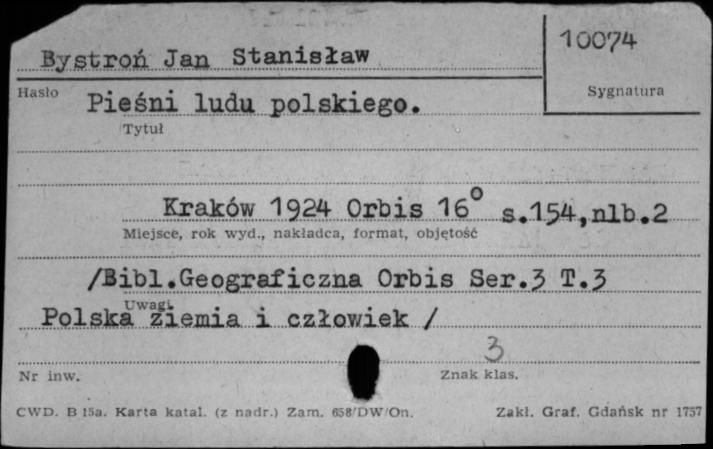 10074
Bystroń Jan Stanisław
Hasło
Sygnatura
Pieśni ludu polskiego.
Tytuł
Kraków 1924 Orbis 16° s.154,nlb.2
Miejsce, rok wyd., nakładca, format, objętość
/Bibl.Geograficzna Orbis Ser.3 T.3
Uwagi
Polska ziemia i człowiek /
3
Nr inw.
Znak klas.
CWD. B 15a. Karta katal. (z nadr.) Zam. 658/DW/On.
Zakł. Graf. Gdańsk nr 1757